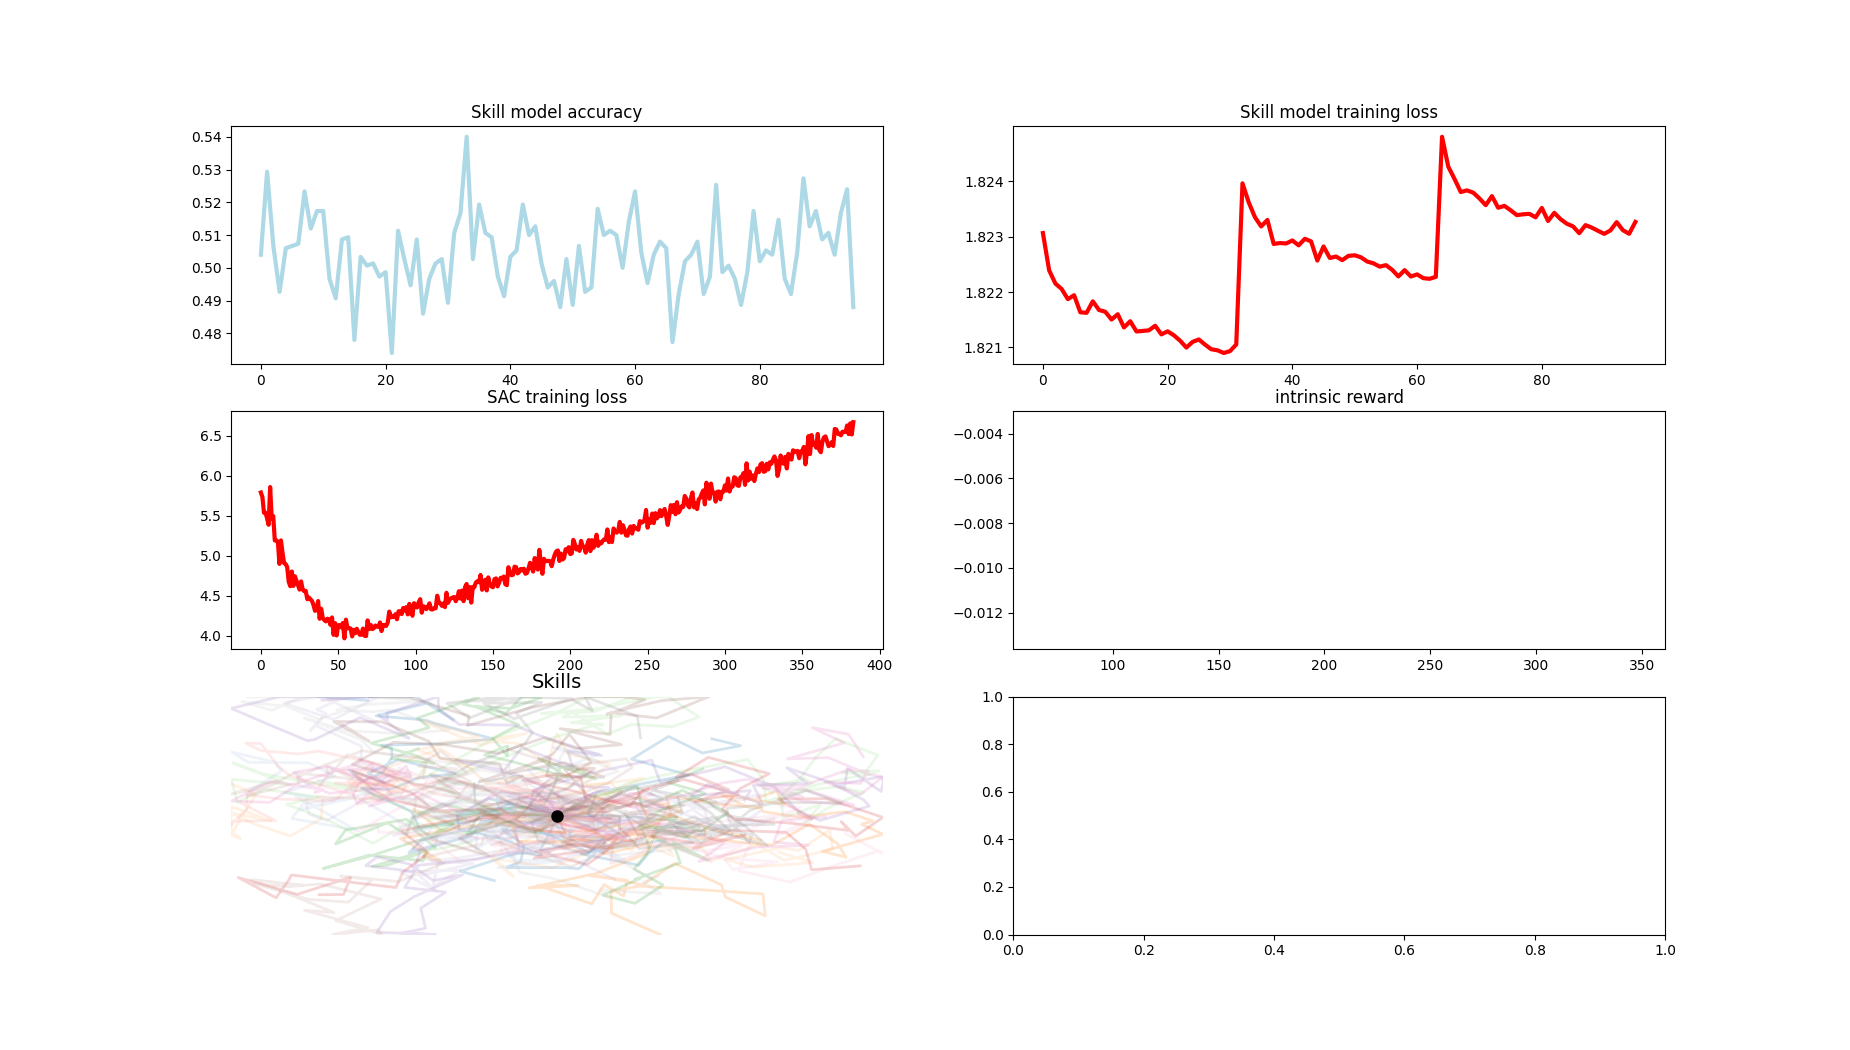 Skill model accuracy
0.54
0.53
0.52
0.51
0.50
0.49
0.48
0 20 40 60 80
Skill model training loss
1.824
1.823
1.822
1.821
0 20 40 60 80
SAC training loss
6.5
6.0
5.5
5.0
4.5
4.0
0 50 100 150 200 250 300 350 400
intrinsic reward
−0.004
−0.006
−0.008
−0.010
−0.012
100 150 200 250 300 350
Skills
1.0
0.8
0.6
0.4
0.2
0.0
0.0 0.2 0.4 0.6 0.8 1.0